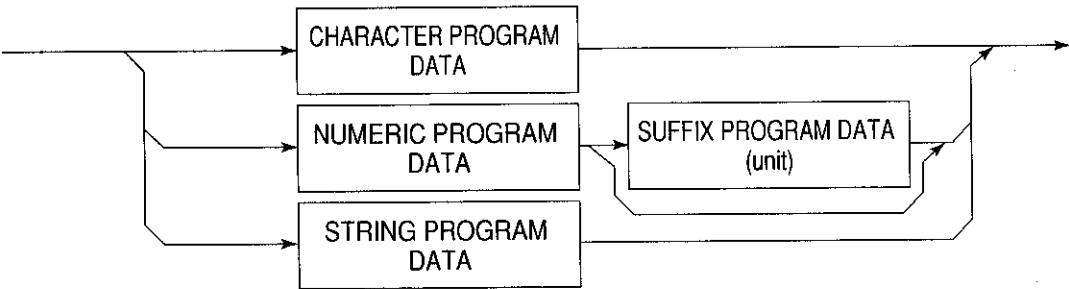 CHARACTER PROGRAM
DATA
NUMERIC PROGRAM
DATA
SUFFIX PROGRAM DATA
(unit)
STRING PROGRAM
DATA